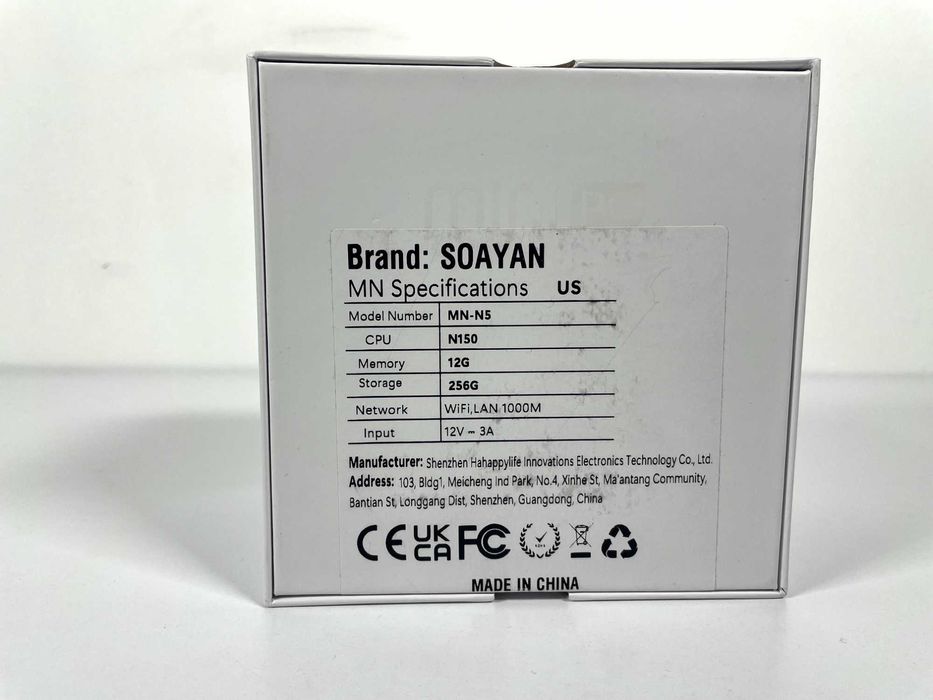 Brand: SOAYAN
MN Specifications US
Model Number MN-N5
CPU N150
Memory 12G
Storage 256G
Network WiFi,LAN 1000M
Input 12V⎓3A
Manufacturer: Shenzhen Hahappylife Innovations Electronics Technology Co., Ltd.
Address: 103, Bldg1, Meicheng Ind Park, No.4, Xinhe St, Ma'antang Community,
Bantian St, Longgang Dist, Shenzhen, Guangdong, China
CE UK CA FC
MADE IN CHINA